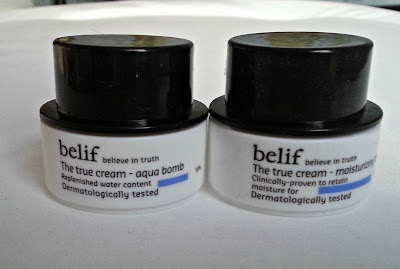 belif believe in truth
The true cream - aqua bomb
Replenished water content
Dermatologically tested
belif believe in truth
The true cream - moisturizing
Clinically-proven to retain
moisture for
Dermatologically tested